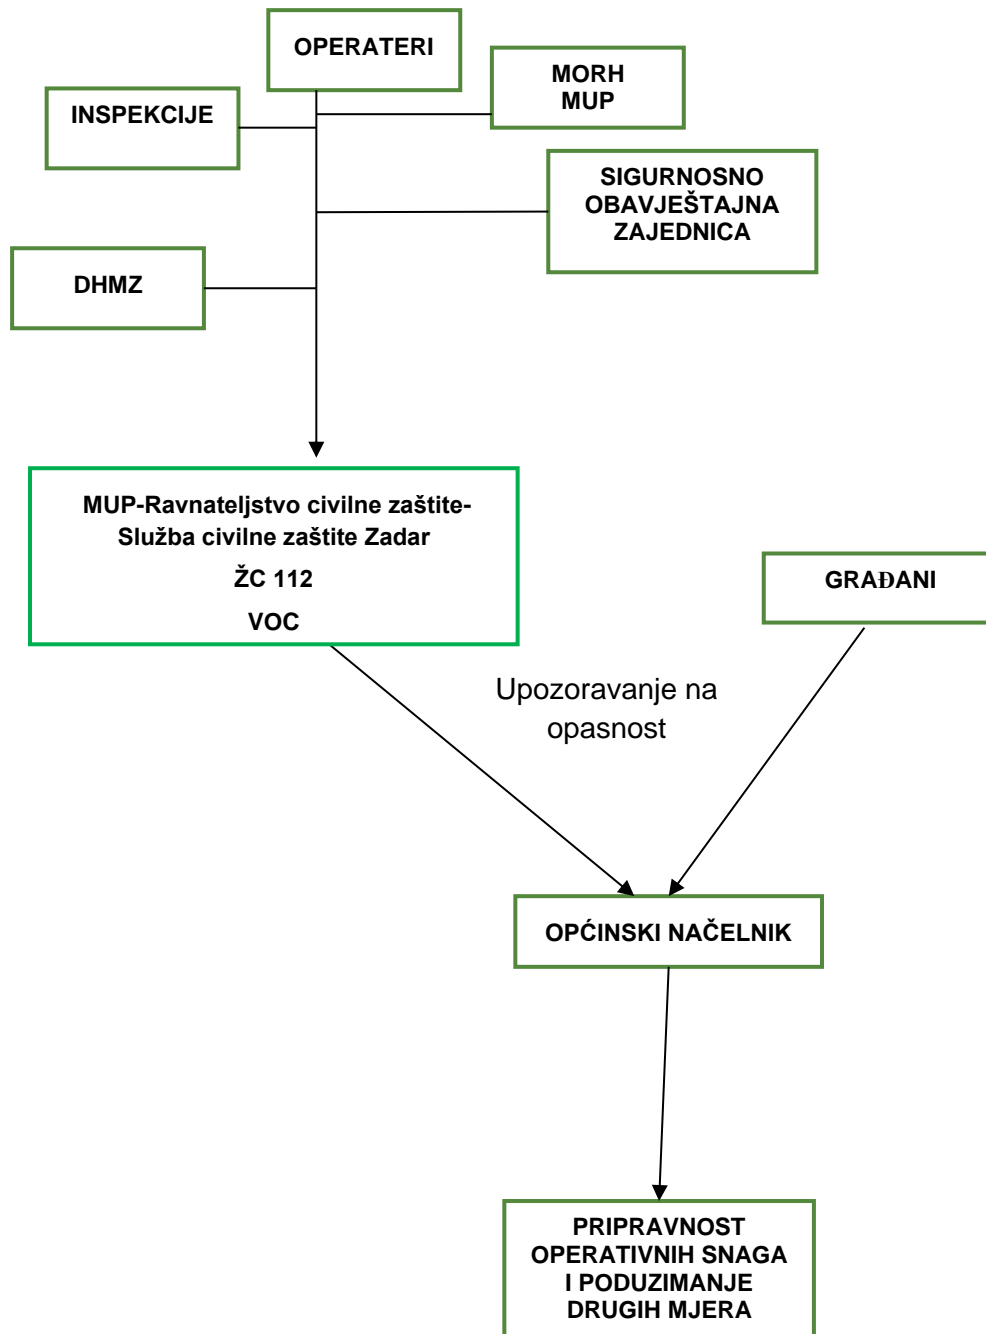 OPERATERI
MORH
MUP
INSPEKCIJE
SIGURNOSNO
OBAVJEŠTAJNA
ZAJEDNICA
DHMZ
MUP-Ravnateljstvo civilne zaštite-
Služba civilne zaštite Zadar
ŽC 112
VOC
GRAĐANI
Upozoravanje na
opasnost
OPĆINSKI NAČELNIK
PRIPRAVNOST
OPERATIVNIH SNAGA
I PODUZIMANJE
DRUGIH MJERA